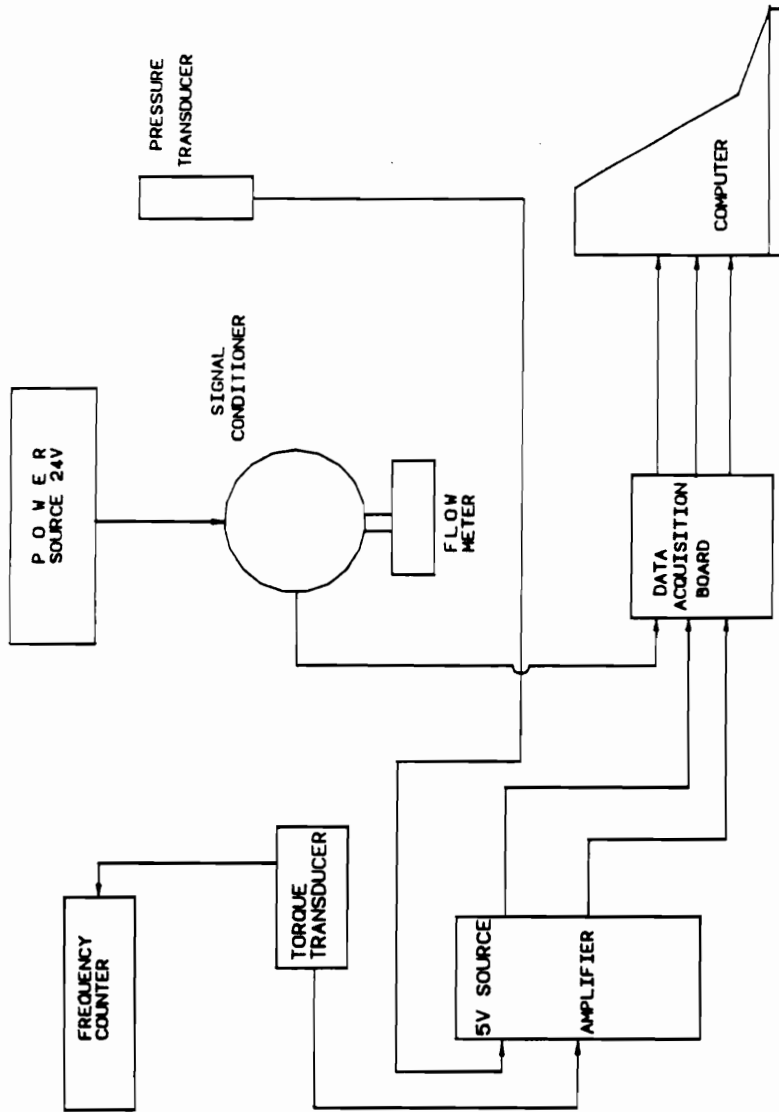 FREQUENCY
COUNTER
TORQUE
TRANSDUCER
5V SOURCE
AMPLIFIER
P O W E R
SOURCE 24V
SIGNAL
CONDITIONER
FLOW
METER
DATA
ACQUISITION
BOARD
PRESSURE
TRANSDUCER
COMPUTER